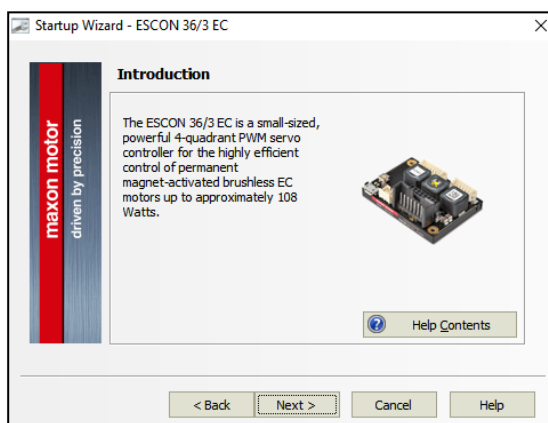 Startup Wizard - ESCON 36/3 EC
Introduction
maxon motor
driven by precision
The ESCON 36/3 EC is a small-sized,
powerful 4-quadrant PWM servo
controller for the highly efficient
control of permanent
magnet-activated brushless EC
motors up to approximately 108
Watts.
Help Contents
< Back
Next >
Cancel
Help